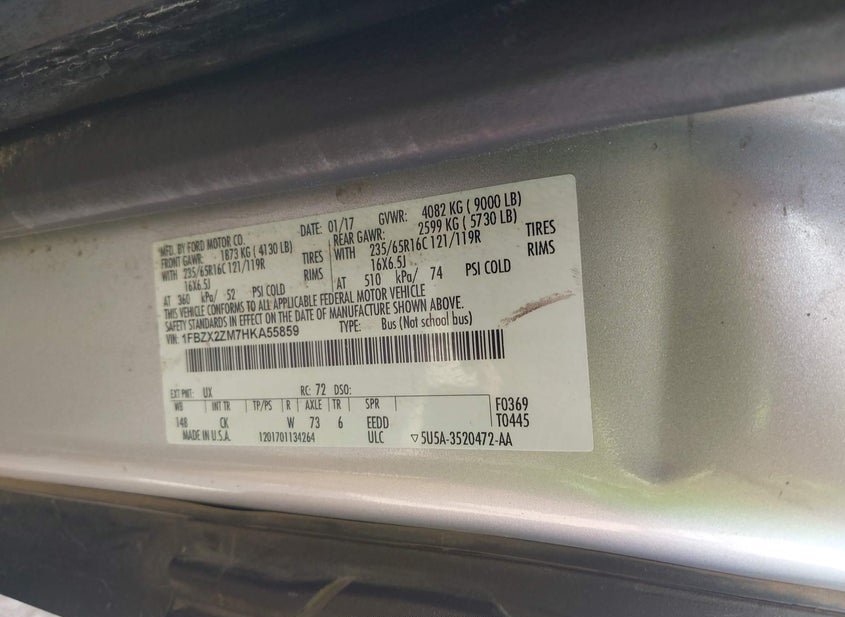 MFD. BY FORD MOTOR CO. DATE: 01/17 GVWR: 4082 KG ( 9000 LB)
FRONT GAWR: 1873 KG ( 4130 LB) REAR GAWR: 2599 KG ( 5730 LB)
WITH 235/65R16C 121/119R TIRES WITH 235/65R16C 121/119R TIRES
16X6.5J RIMS 16X6.5J RIMS
AT 360 kPa/ 52 PSI COLD AT 510 kPa/ 74 PSI COLD
THIS VEHICLE CONFORMS TO ALL APPLICABLE FEDERAL MOTOR VEHICLE
SAFETY STANDARDS IN EFFECT ON THE DATE OF MANUFACTURE SHOWN ABOVE.
VIN: 1FBZX2ZM7HKA55859 TYPE: Bus (Not school bus)
EXT PNT: UX RC: 72 DSO:
WB INT TR TP/PS R AXLE TR SPR F0369
148 CK W 73 6 EEDD T0445
MADE IN U.S.A. 1201701134264 ULC ▽5U5A-3520472-AA